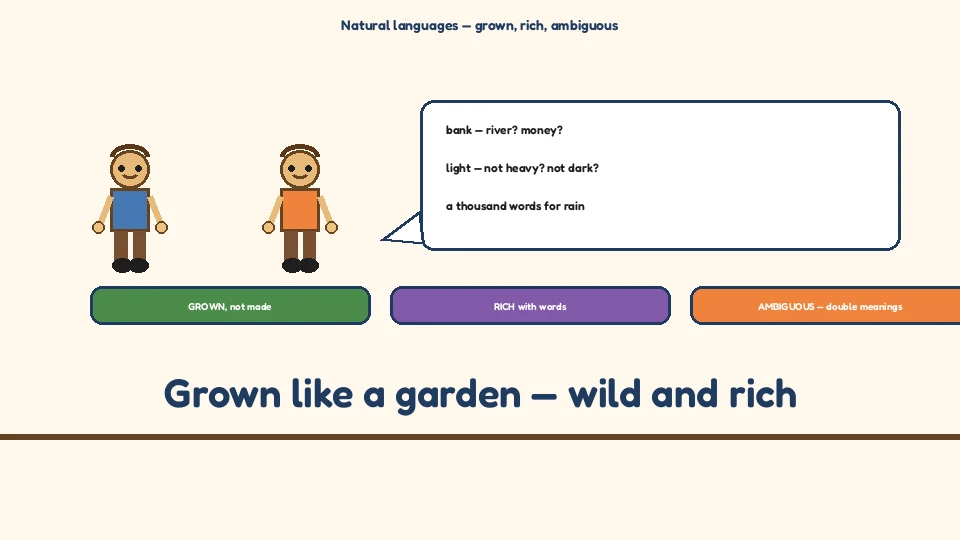 Natural languages — grown, rich, ambiguous
bank — river? money?
light — not heavy? not dark?
a thousand words for rain
GROWN, not made
RICH with words
AMBIGUOUS — double meanings
Grown like a garden — wild and rich